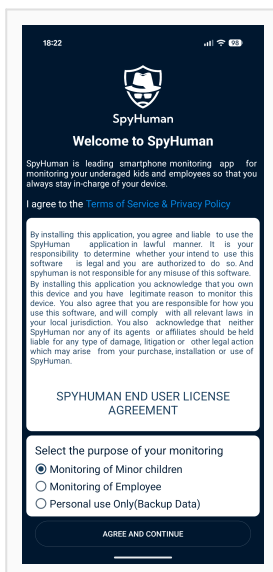 18:22
98
SpyHuman
Welcome to SpyHuman
SpyHuman is leading smartphone monitoring app for
monitoring your underaged kids and employees so that you
always stay in-charge of your device.
I agree to the Terms of Service & Privacy Policy
By installing this application, you agree and liable to use the
SpyHuman application in lawful manner. It is your
responsibility to determine whether your intend to use this
software is legal and you are authorized to do so. And
spyhuman is not responsible for any misuse of this software.
By installing this application you acknowledge that you own
this device and you have legitimate reason to monitor this
device. You also agree that you are responsible for how you
use this software, and will comply with all relevant laws in
your local jurisdiction. You also acknowledge that neither
SpyHuman nor any of its agents or affiliates should be held
liable for any type of damage, litigation or other legal action
which may arise from your purchase, installation or use of
SpyHuman.
SPYHUMAN END USER LICENSE
AGREEMENT
Select the purpose of your monitoring
Monitoring of Minor children
Monitoring of Employee
Personal use Only(Backup Data)
AGREE AND CONTINUE